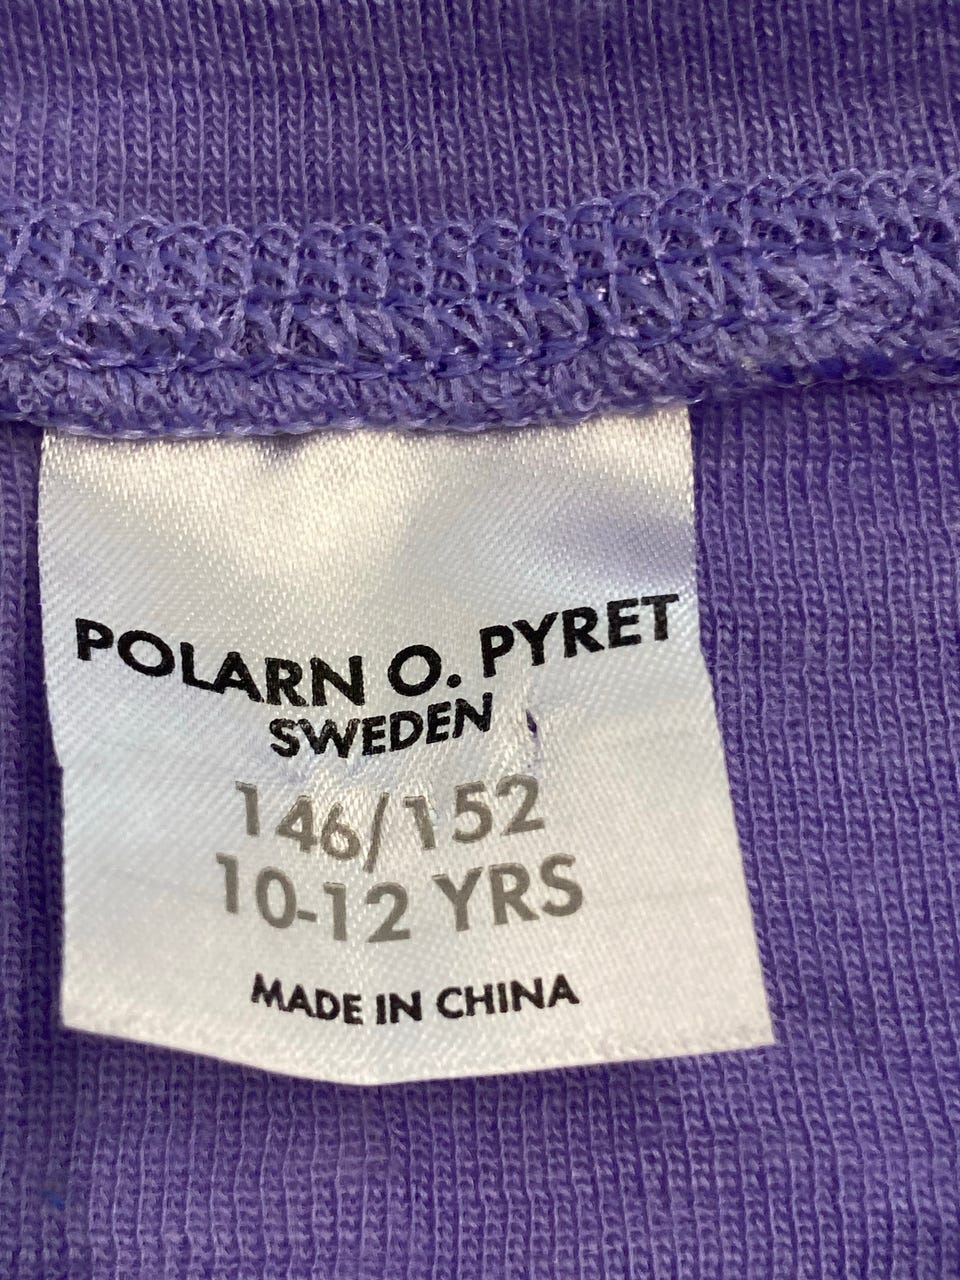 POLARN O. PYRET
SWEDEN
146/152
10-12 YRS
MADE IN CHINA